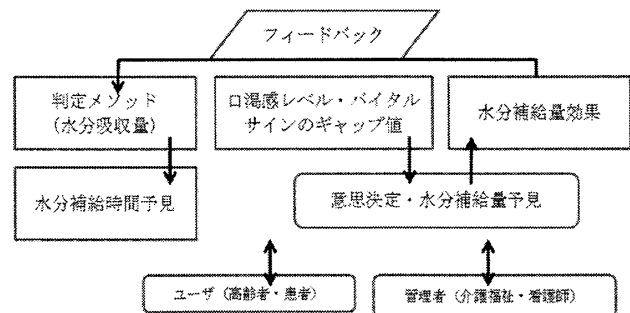 フィードバック
判定メソッド
(水分吸収量)
口渇感レベル・バイタル
サインのギャップ値
水分補給量効果
水分補給時間予見
意思決定・水分補給量予見
ユーザ (高齢者・患者)
管理者 (介護福祉・看護師)